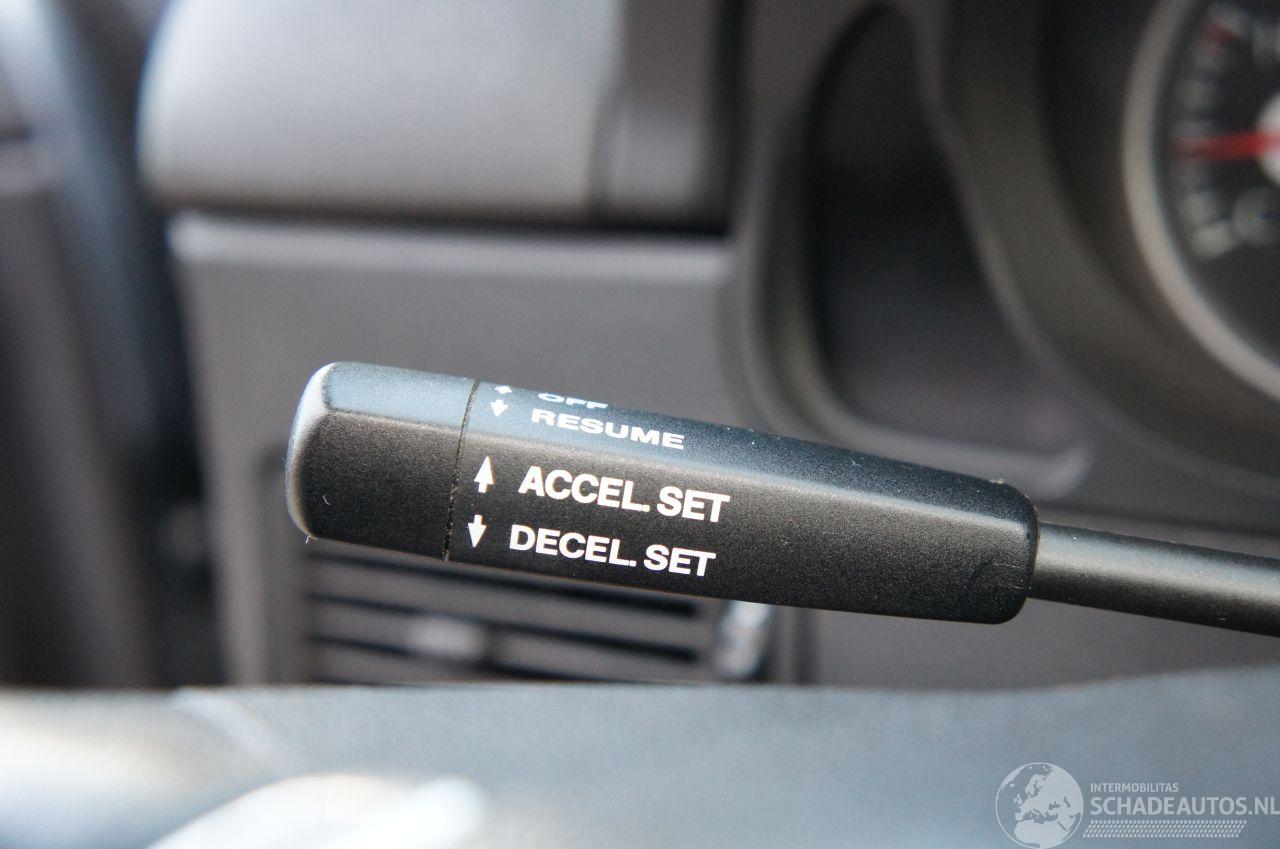 OFF
RESUME
ACCEL. SET
DECEL. SET
INTERMOBILITAS
SCHADEAUTOS.NL